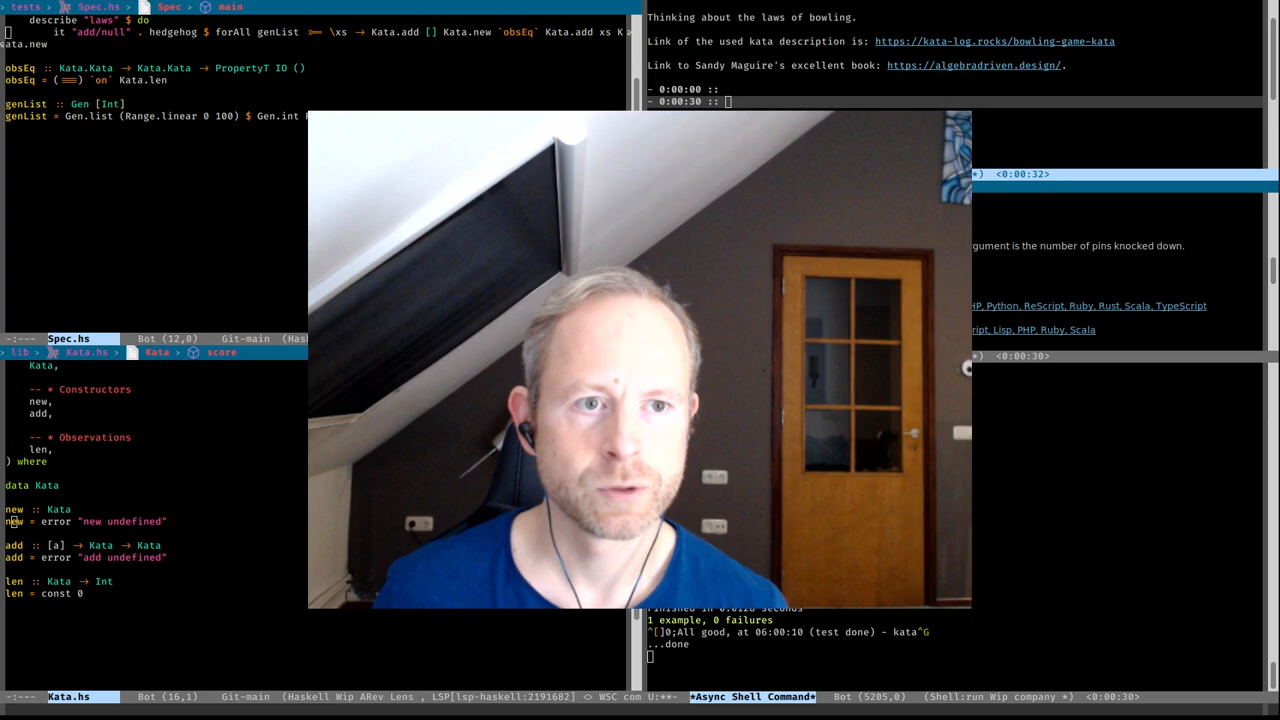 tests › Spec.hs › Spec › main
describe "laws" $ do
it "add/null" . hedgehog $ forAll genList >>= \xs → Kata.add [] Kata.new `obsEq` Kata.add xs K
ata.new
obsEq :: Kata.Kata → Kata.Kata → PropertyT IO ()
obsEq = (===) `on` Kata.len
genList :: Gen [Int]
genList = Gen.list (Range.linear 0 100) $ Gen.int
-:--- Spec.hs Bot (12,0) Git-main
› lib › Kata.hs › Kata › score
Kata,
-- * Constructors
new,
add,
-- * Observations
len,
) where
data Kata
new :: Kata
new = error "new undefined"
add :: [a] → Kata → Kata
add = error "add undefined"
len :: Kata → Int
len = const 0
-:--- Kata.hs Bot (16,1) Git-main (Haskell Wip ARev Lens , LSP[lsp-haskell:2191682] <> WSC com
Thinking about the laws of bowling.
Link of the used kata description is: https://kata-log.rocks/bowling-game-kata
Link to Sandy Maguire's excellent book: https://algebradriven.design/.
- 0:00:00 ::
- 0:00:30 ::
*) <0:00:32>
gument is the number of pins knocked down.
HP, Python, ReScript, Ruby, Rust, Scala, TypeScript
ript, Lisp, PHP, Ruby, Scala
*) <0:00:30>
Finished in 0.0128 seconds
1 example, 0 failures
^[]0;All good, at 06:00:10 (test done) - kata^G
...done
U:**- *Async Shell Command* Bot (5205,0) (Shell:run Wip company *) <0:00:30>